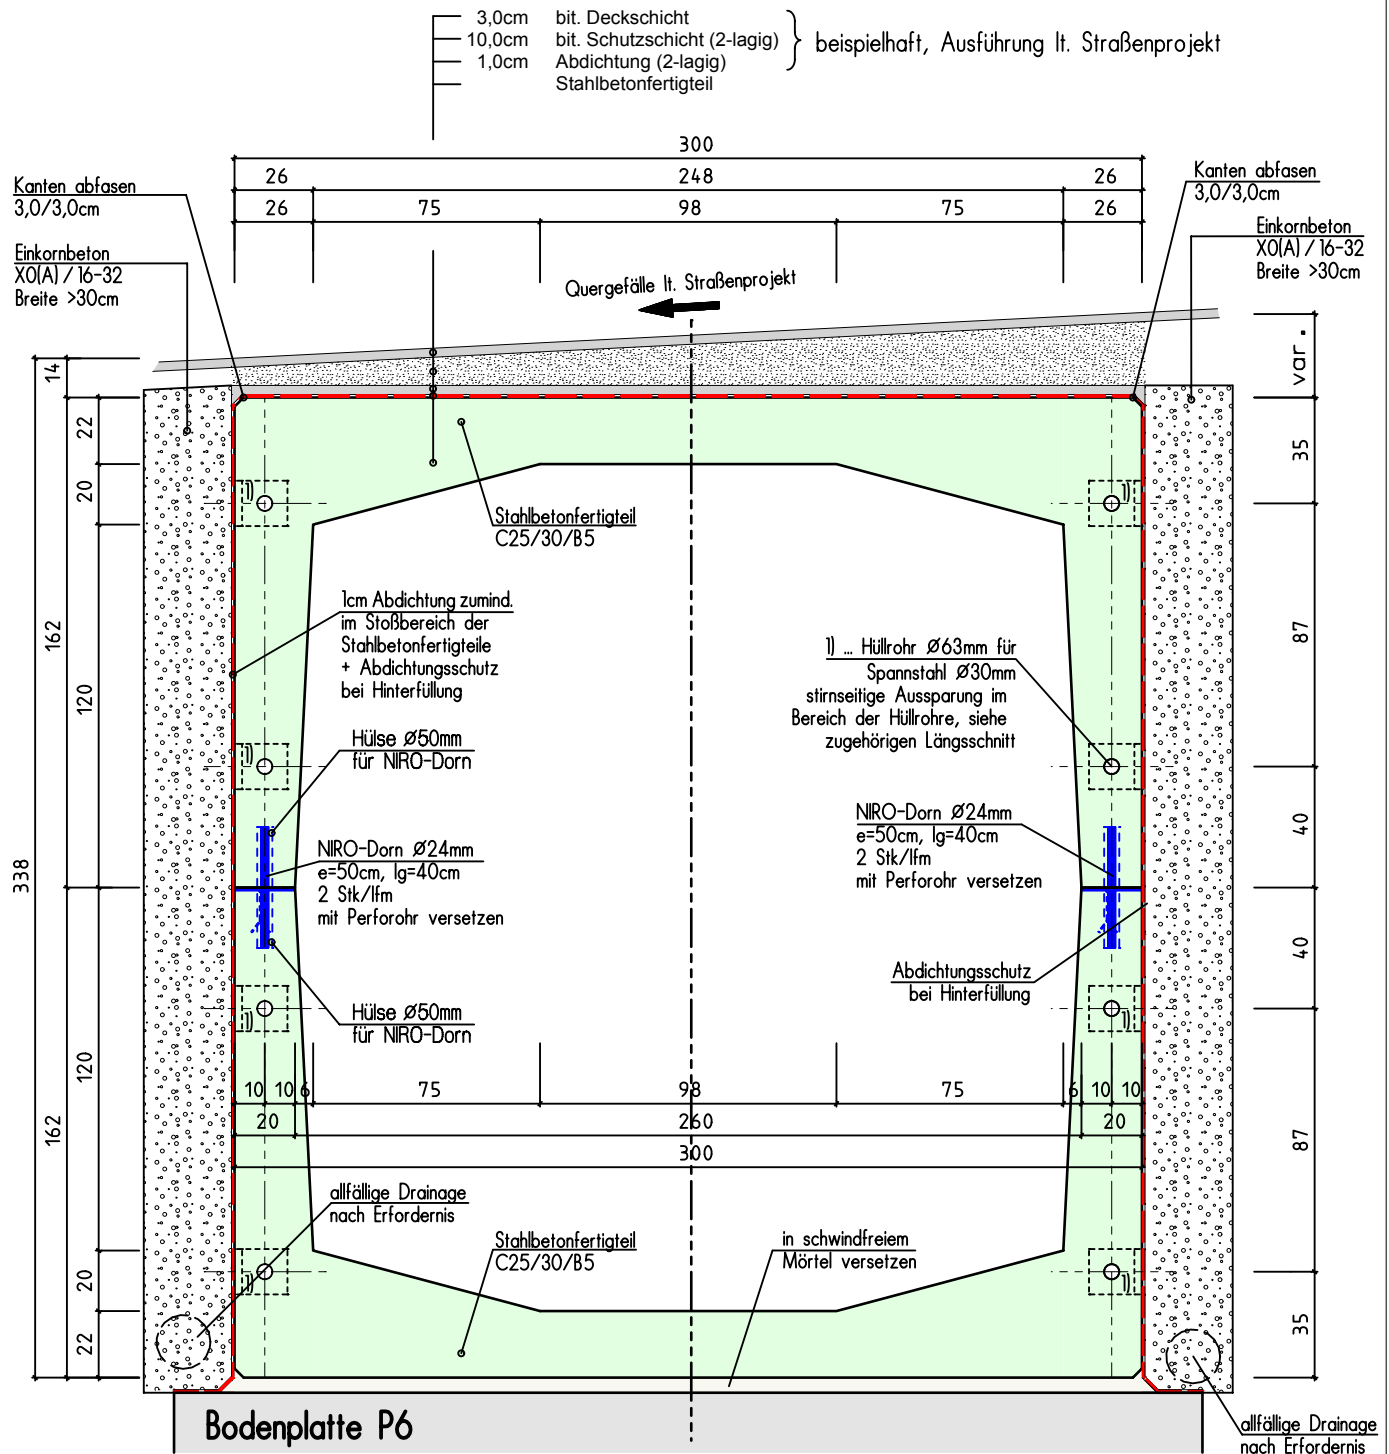 3,0cm bit. Deckschicht
10,0cm bit. Schutzschicht (2-lagig)
1,0cm Abdichtung (2-lagig)
Stahlbetonfertigteil
beispielhaft, Ausführung lt. Straßenprojekt
300
26 248 26
26 75 98 75 26
Kanten abfasen
3,0/3,0cm
Einkornbeton
X0(A) / 16-32
Breite >30cm
Kanten abfasen
3,0/3,0cm
Einkornbeton
X0(A) / 16-32
Breite >30cm
Quergefälle lt. Straßenprojekt
14
22
20
162
120
338
120
162
20
22
var.
35
87
40
40
87
35
1)
1)
Stahlbetonfertigteil
C25/30/B5
1cm Abdichtung zumind.
im Stoßbereich der
Stahlbetonfertigteile
+ Abdichtungsschutz
bei Hinterfüllung
1) ... Hüllrohr Ø63mm für
Spannstahl Ø30mm
stirnseitige Aussparung im
Bereich der Hüllrohre, siehe
zugehörigen Längsschnitt
1)
Hülse Ø50mm
für NIRO-Dorn
NIRO-Dorn Ø24mm
e=50cm, lg=40cm
2 Stk/lfm
mit Perforohr versetzen
NIRO-Dorn Ø24mm
e=50cm, lg=40cm
2 Stk/lfm
mit Perforohr versetzen
Abdichtungsschutz
bei Hinterfüllung
Hülse Ø50mm
für NIRO-Dorn
1)
1)
10 10 6 75 98 75 6 10 10
20 260 20
300
allfällige Drainage
nach Erfordernis
Stahlbetonfertigteil
C25/30/B5
in schwindfreiem
Mörtel versetzen
1)
1)
Bodenplatte P6
allfällige Drainage
nach Erfordernis